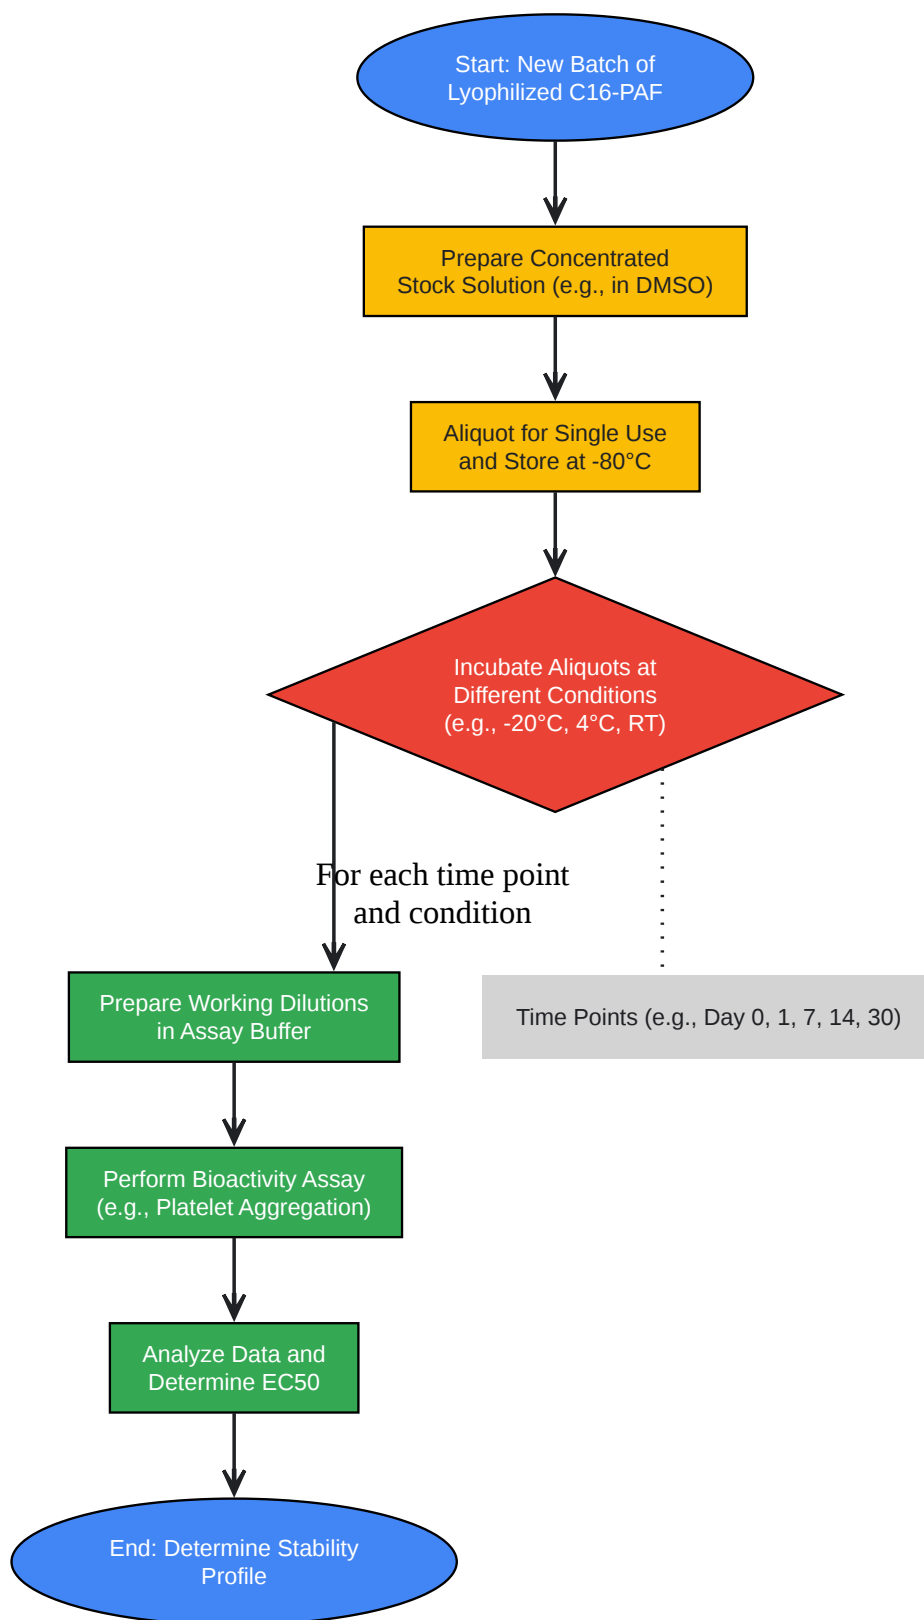 Start: New Batch of
Lyophilized C16-PAF
Prepare Concentrated
Stock Solution (e.g., in DMSO)
Aliquot for Single Use
and Store at -80°C
Incubate Aliquots at
Different Conditions
(e.g., -20°C, 4°C, RT)
For each time point
and condition
Prepare Working Dilutions
in Assay Buffer
Time Points (e.g., Day 0, 1, 7, 14, 30)
Perform Bioactivity Assay
(e.g., Platelet Aggregation)
Analyze Data and
Determine EC50
End: Determine Stability
Profile